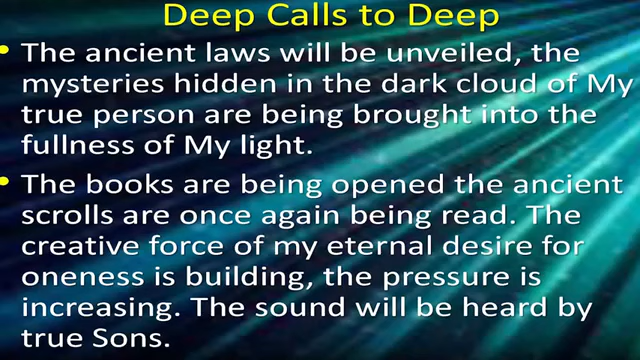 Deep Calls to Deep
• The ancient laws will be unveiled, the
mysteries hidden in the dark cloud of My
true person are being brought into the
fullness of My light.
• The books are being opened the ancient
scrolls are once again being read. The
creative force of my eternal desire for
oneness is building, the pressure is
increasing. The sound will be heard by
true Sons.